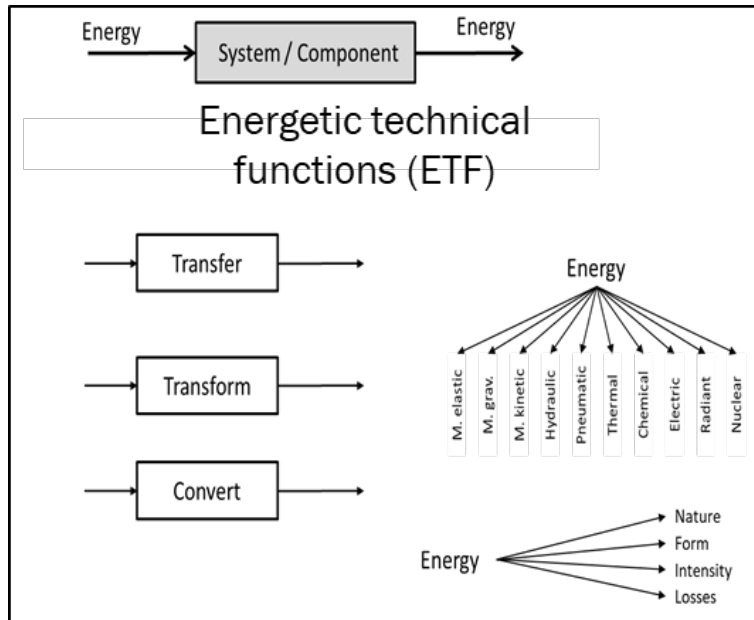 Energy
System / Component
Energy
Energetic technical
functions (ETF)
Transfer
Transform
Convert
Energy
M. elastic
M. grav.
M. kinetic
Hydraulic
Pneumatic
Thermal
Chemical
Electric
Radiant
Nuclear
Energy
Nature
Form
Intensity
Losses